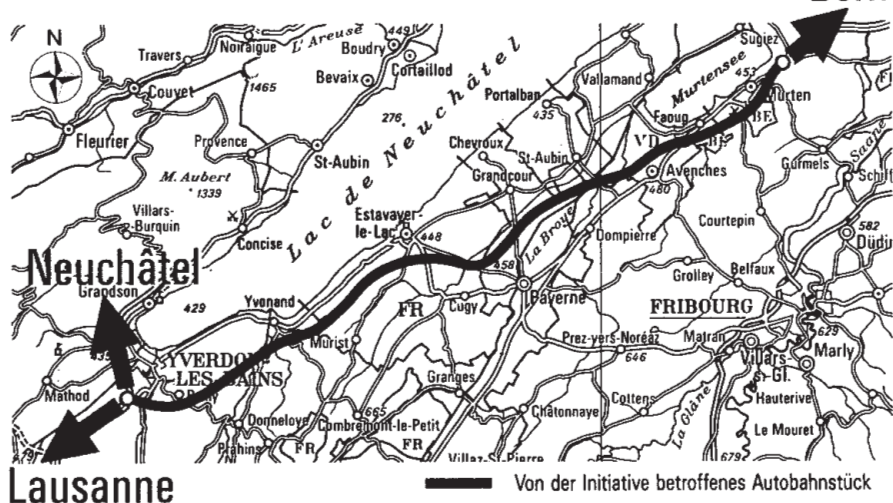 N
Travers
Noiraigue
L'Areuse
Boudry
449
Cortaillod
Bevaix
Couvet
1465
Fleurier
Provence
St-Aubin
276
Lac de Neuchâtel
M. Aubert
1339
Villars-Burquin
Concise
Portalban
435
Vallamand
Murtensee
Sugiez
453
Murten
Faoug
VD
BE
Chevroux
St-Aubin
Grandcour
Avenches
480
Gurmels
Saane
Courtepin
582
Estavayer-le-Lac
448
La Broye
Dompierre
458
Grolley
Belfaux
Neuchâtel
Grandson
429
Yvonand
FR
Cugy
Payerne
FRIBOURG
629
YVERDON-
LES-BAINS
Murist
Prez-vers-Noréaz
646
Matran
Villars-
s-Gl.
Marly
Mathod
Granges
Donneloye
665
Combremont-le-Petit
Châtonnaye
Cottens
La Glâne
Hauterive
Prahins
FR
FR
Villaz-St-Pierre
679
Le Mouret
Lausanne
Von der Initiative betroffenes Autobahnstück